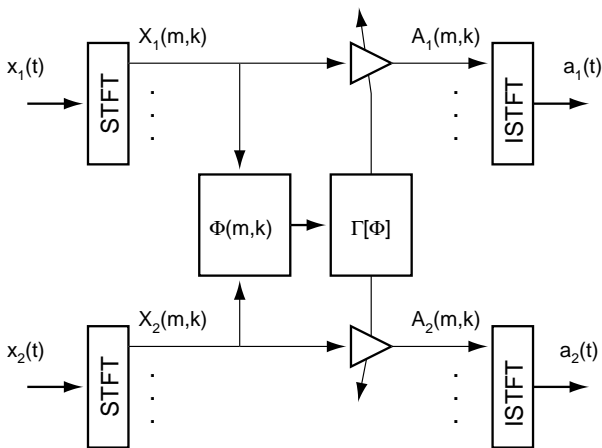 X₁(m,k)
A₁(m,k)
x₁(t)
a₁(t)
STFT
ISTFT
Φ(m,k)
Γ[Φ]
X₂(m,k)
A₂(m,k)
x₂(t)
a₂(t)
STFT
ISTFT